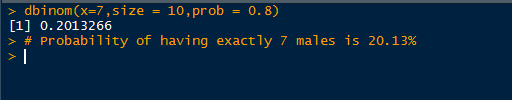 > dbinom(x=7,size = 10,prob = 0.8)
[1] 0.2013266
> # Probability of having exactly 7 males is 20.13%
>